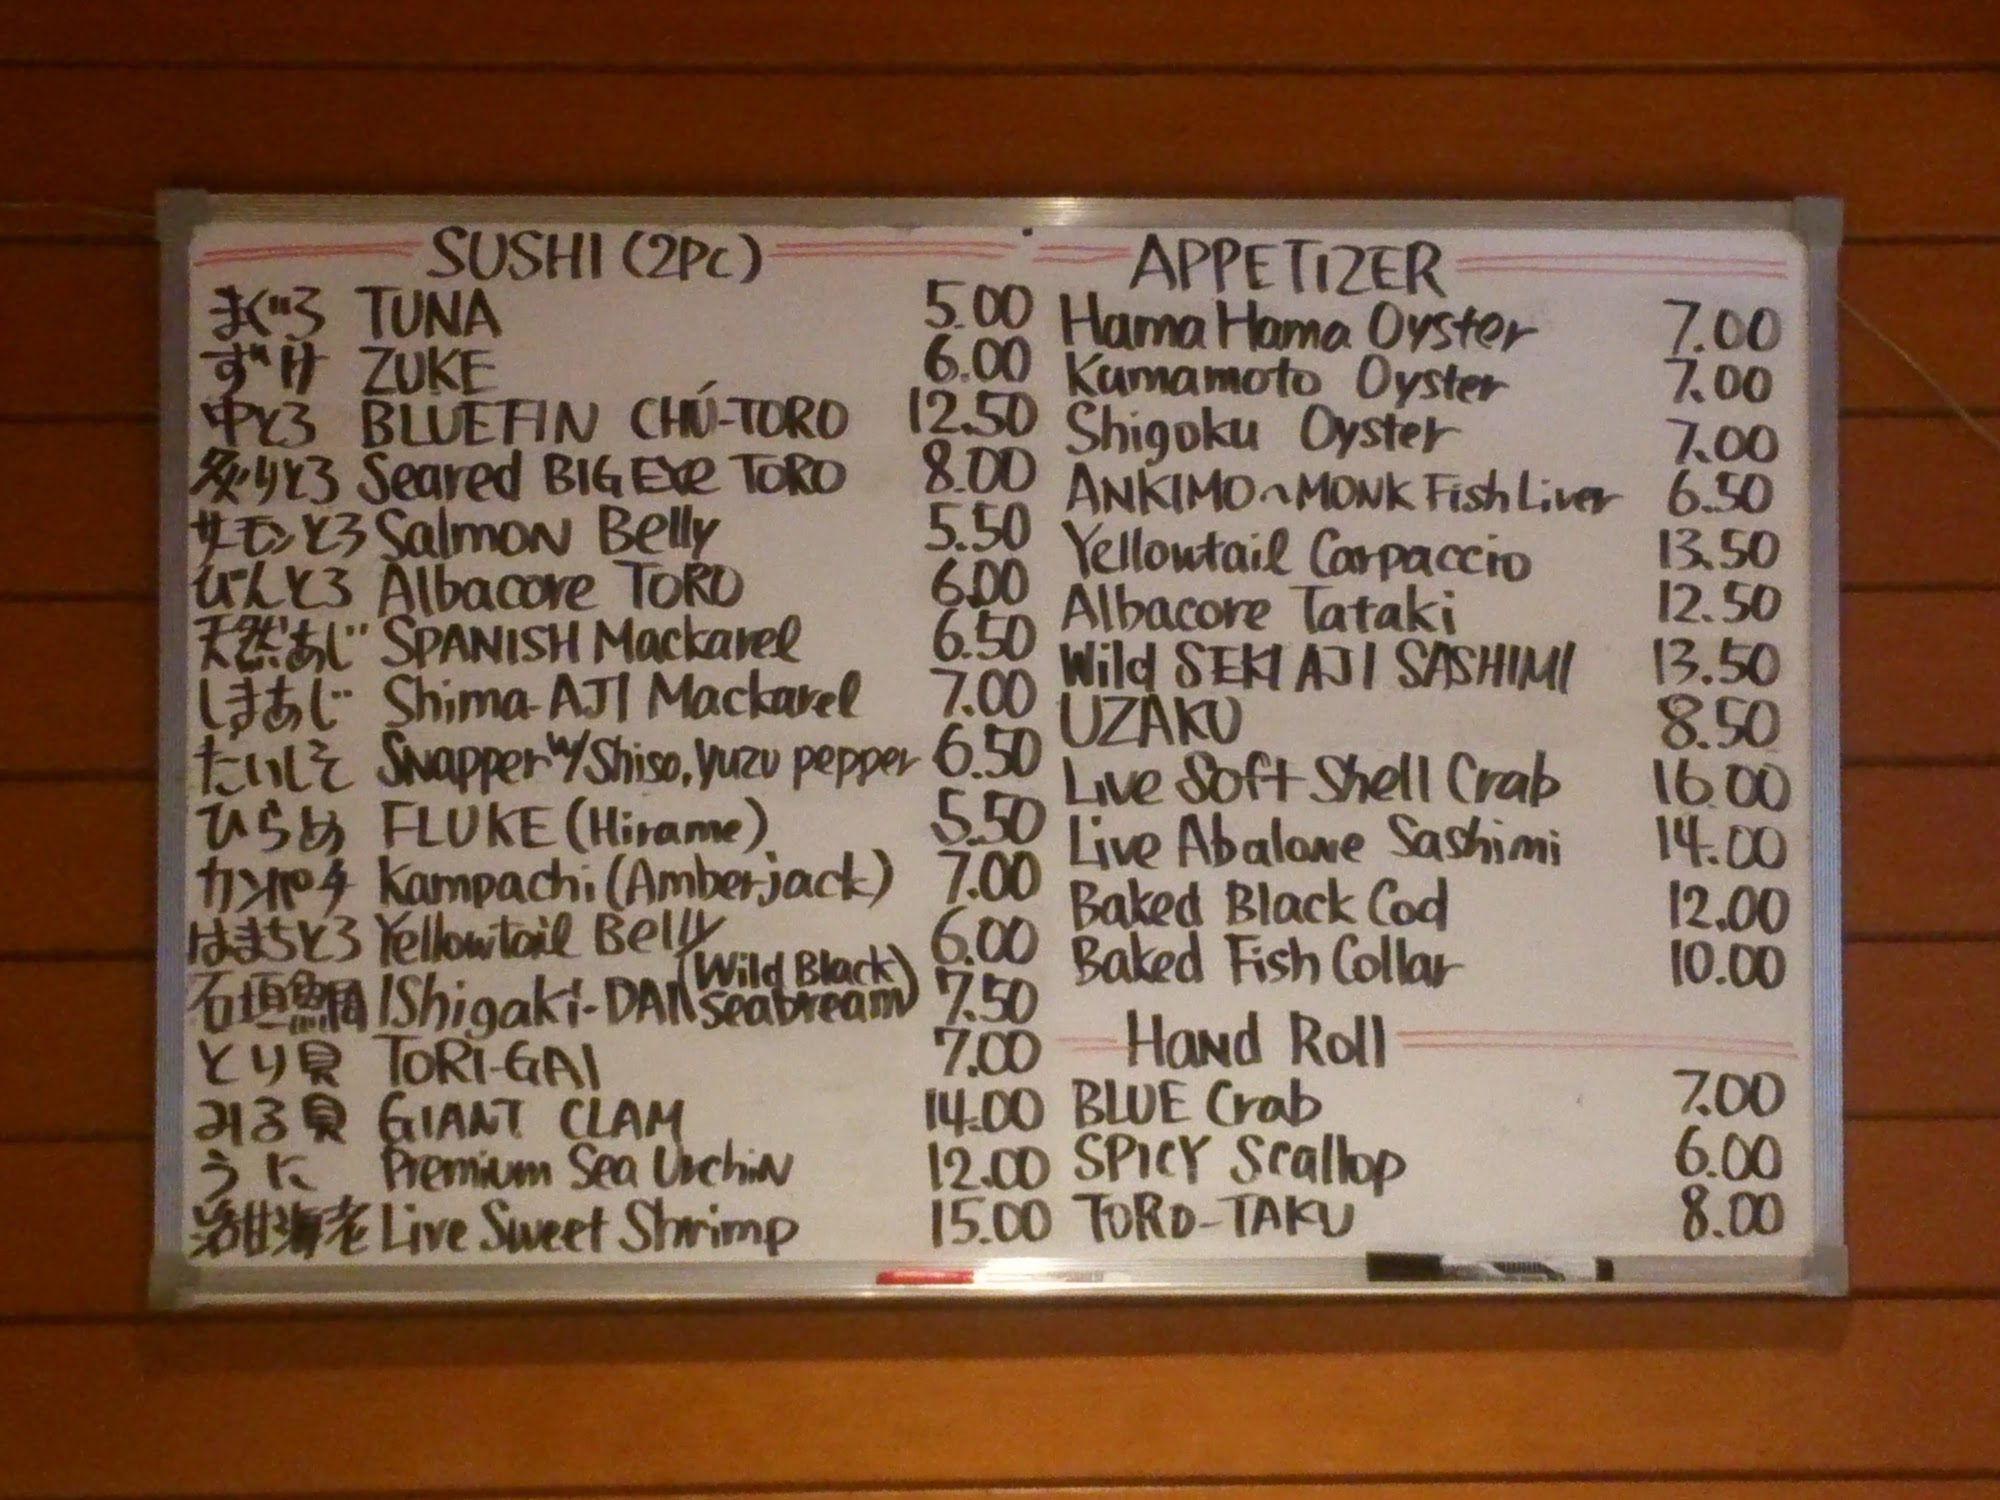 SUSHI (2Pc)
まぐろ TUNA 5.00
ずけ ZUKE 6.00
中とろ BLUEFIN CHÚ-TORO 12.50
炙りとろ Seared BIG EYE TORO 8.00
サーモンとろ Salmon Belly 5.50
びんとろ Albacore TORO 6.00
天然あじ SPANISH Mackarel 6.50
しまあじ Shima-AJI Mackarel 7.00
たいしそ Snapper w/Shiso, yuzu pepper 6.50
ひらめ FLUKE (Hirame) 5.50
カンパチ Kampachi (Amberjack) 7.00
はまちとろ Yellowtail Belly 6.00
石垣鯛 IShigaki-DAI (Wild Black Seabream) 7.50
とり貝 TORI-GAI 7.00
みる貝 GIANT CLAM 14.00
うに Premium Sea Urchin 12.00
活甘海老 Live Sweet Shrimp 15.00
APPETIZER
Hama Hama Oyster 7.00
Kumamoto Oyster 7.00
Shigoku Oyster 7.00
ANKIMO ~ MONK Fish Liver 6.50
Yellowtail Carpaccio 13.50
Albacore Tataki 12.50
Wild SEKI AJI SASHIMI 13.50
UZAKU 8.50
Live Soft Shell Crab 16.00
Live Abalone Sashimi 14.00
Baked Black Cod 12.00
Baked Fish Collar 10.00
Hand Roll
BLUE Crab 7.00
SPICY Scallop 6.00
TORO-TAKU 8.00